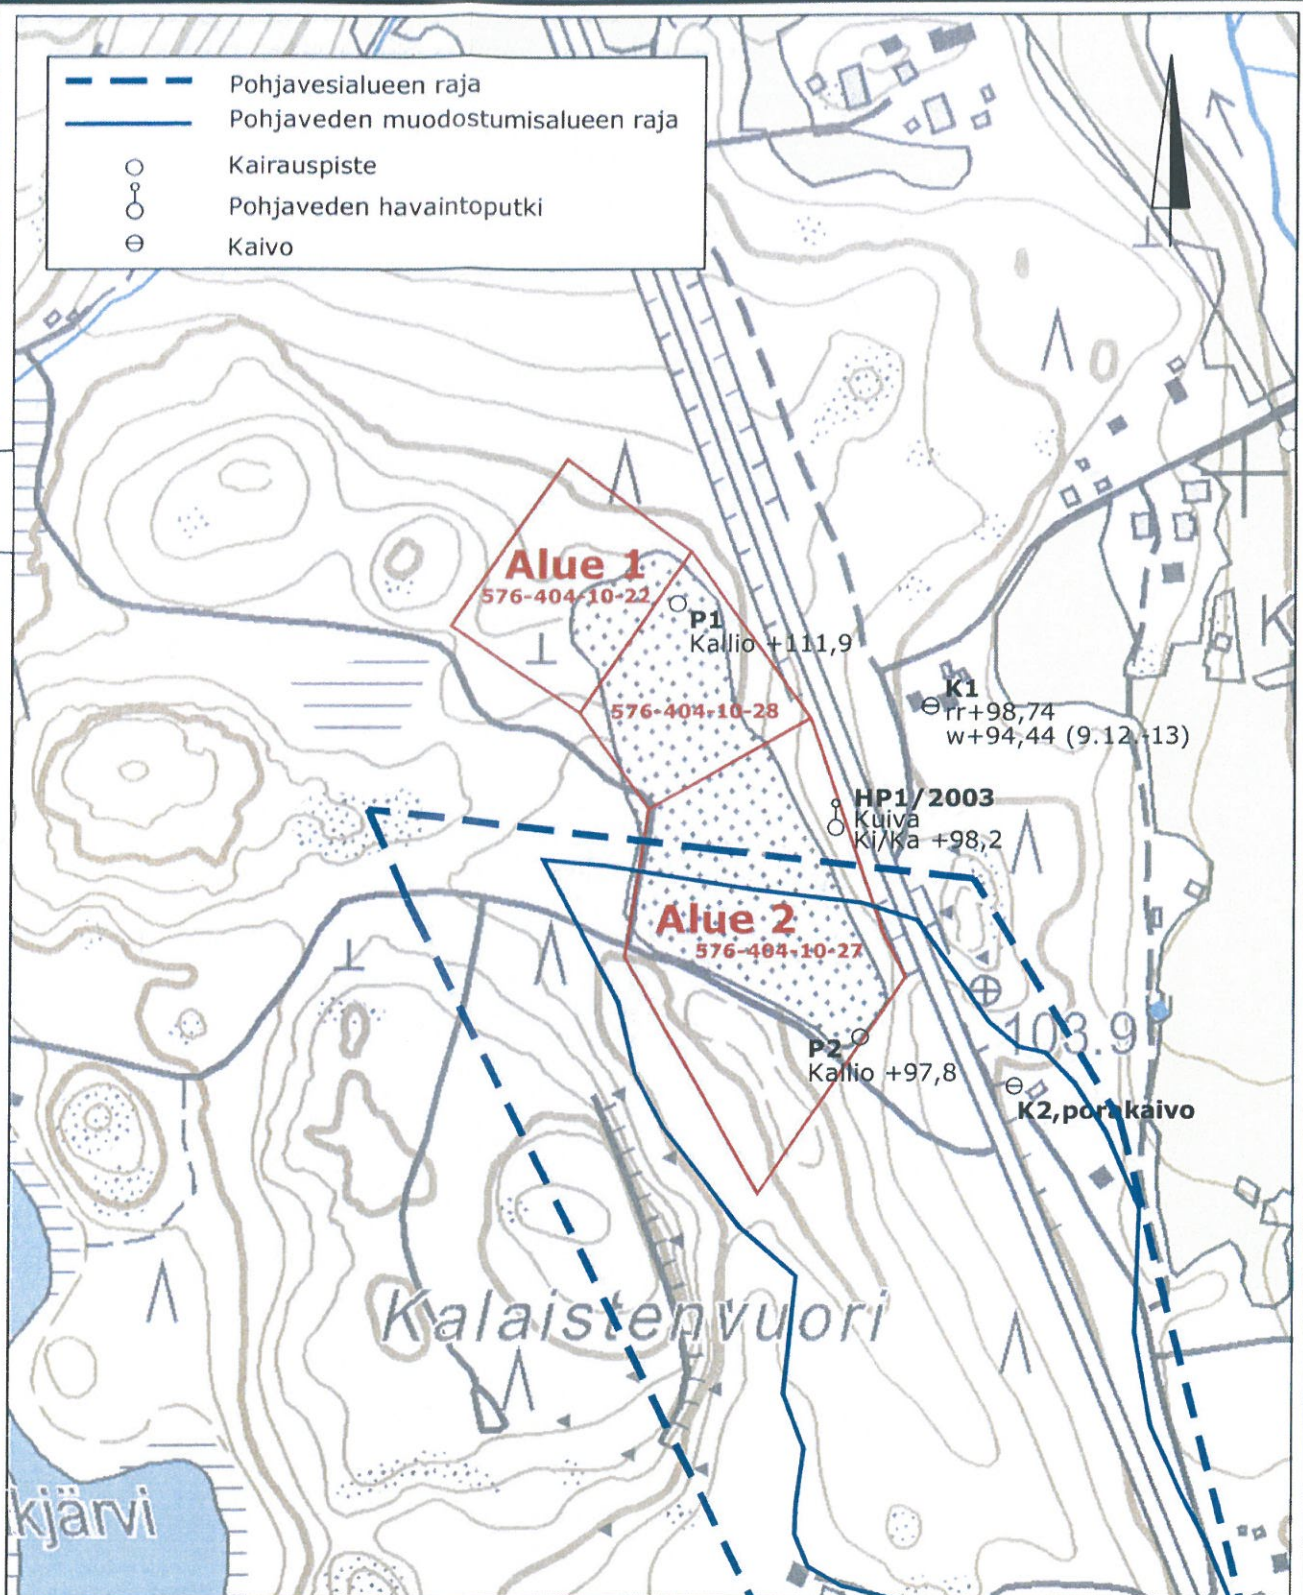 Pohjavesialueen raja
Pohjaveden muodostumisalueen raja
Kairauspiste
Pohjaveden havaintoputki
Kaivo
Alue 1
576-404-10-22
P1
Kallio +111,9
576-404-10-28
K1
rr+98,74
w+94,44 (9.12.-13)
K
HP1/2003
Kuiva
Ki/Ka +98,2
Alue 2
576-404-10-27
103.9
P2
Kallio +97,8
K2,porakaivo
Kalaistenvuori
kjärvi